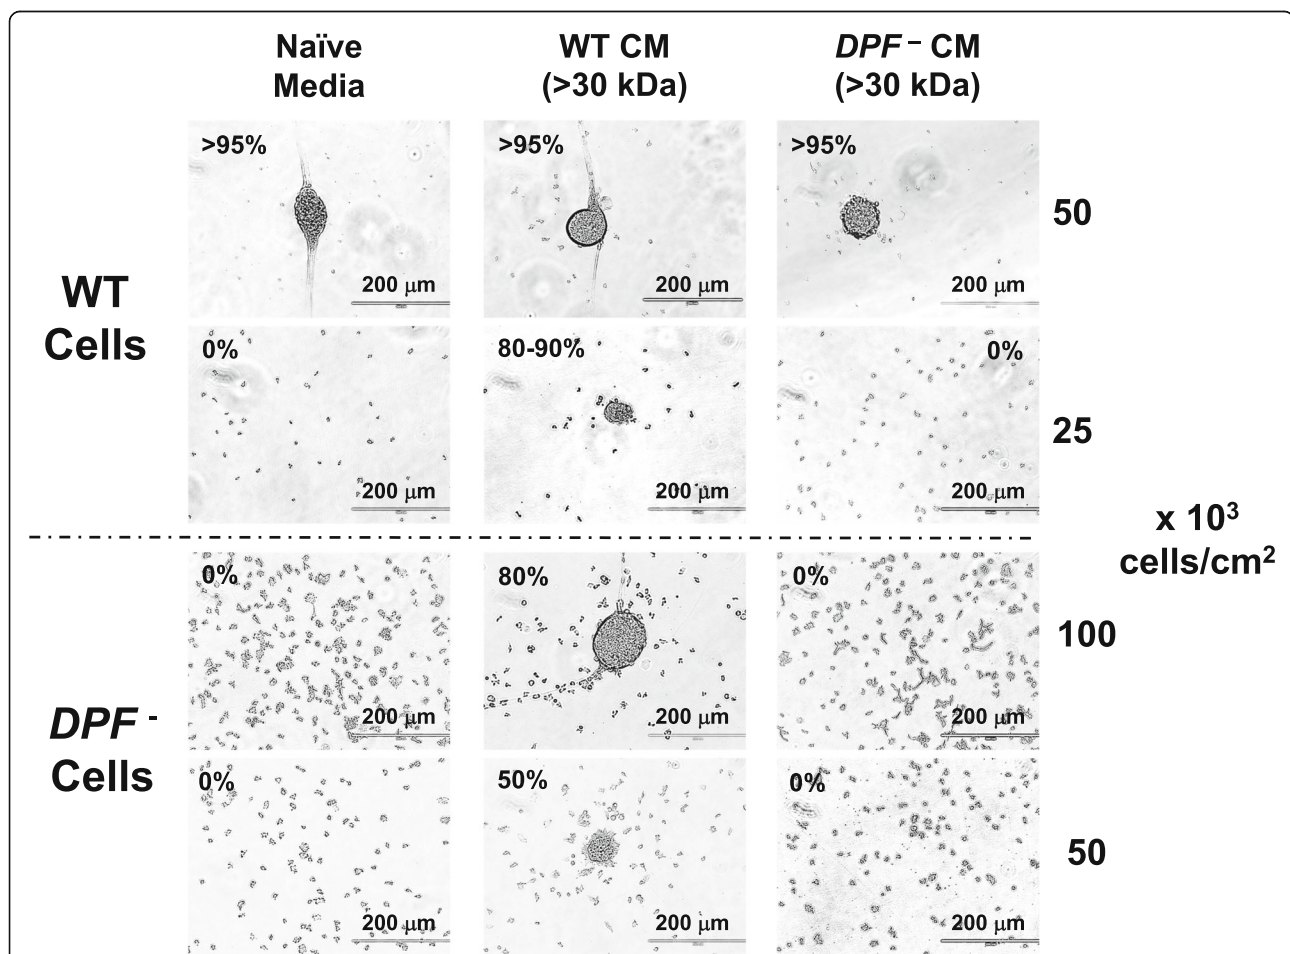 Naïve
Media
WT CM
(>30 kDa)
DPF – CM
(>30 kDa)
WT
Cells
>95%
200 µm
>95%
200 µm
>95%
200 µm
50
0%
200 µm
80-90%
200 µm
0%
200 µm
25
x 10³
cells/cm²
DPF -
Cells
0%
200 µm
80%
200 µm
0%
200 µm
100
0%
200 µm
50%
200 µm
0%
200 µm
50